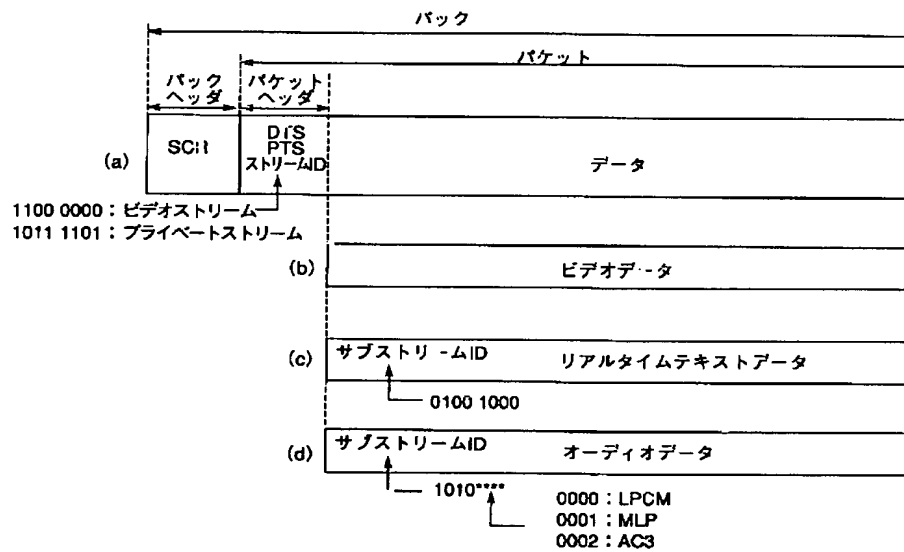 パック
パケット
パック
ヘッダ
パケット
ヘッダ
(a)
SCR
DTS
PTS
ストリームID
データ
1100 0000 : ビデオストリーム
1011 1101 : プライベートストリーム
(b)
ビデオデータ
(c)
サブストリームID
リアルタイムテキストデータ
0100 1000
(d)
サブストリームID
オーディオデータ
1010****
0000 : LPCM
0001 : MLP
0002 : AC3